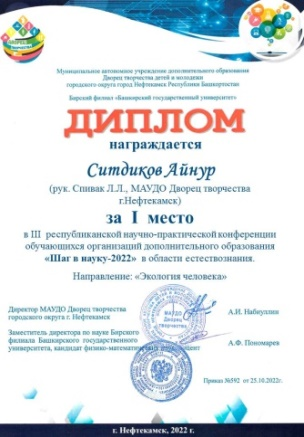 Муниципальное автономное учреждение дополнительного образования
Дворец творчества детей и молодежи
городского округа город Нефтекамск Республики Башкортостан
Бирский филиал «Башкирский государственный университет»
ДИПЛОМ
награждается
Ситдиков Айнур
(рук. Спивак Л.Л., МАУДО Дворец творчества
г.Нефтекамск)
за I место
в III республиканской научно-практической конференции
обучающихся организаций дополнительного образования
«Шаг в науку-2022» в области естествознания.
Направление: «Экология человека»
Директор МАУДО Дворец творчества
городского округа г. Нефтекамск
А.И. Набиуллин
Заместитель директора по науке Бирского
филиала Башкирского государственного
университета, кандидат физико-математических
А.Ф. Пономарев
МАУДО
Дворец
творчества
Приказ №592 от 25.10.2022г.
г. Нефтекамск, 2022 г.